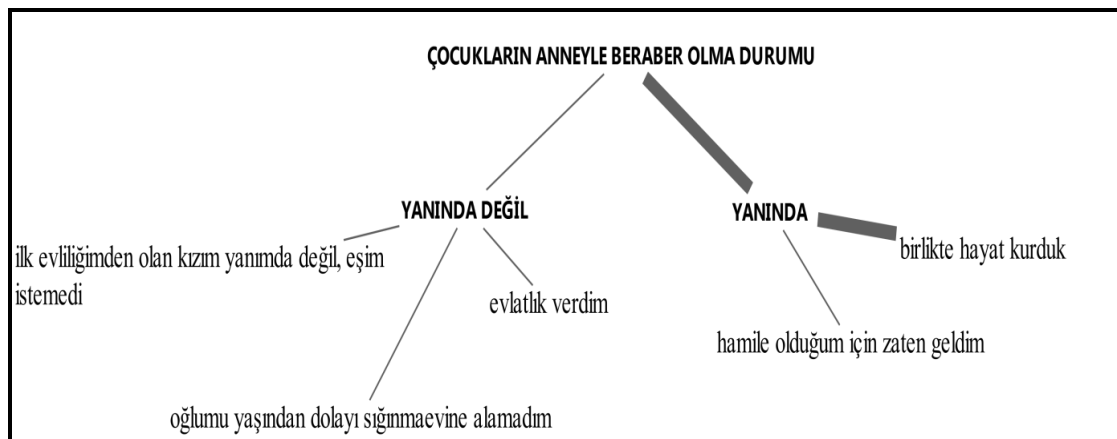 ÇOCUKLARIN ANNEYLE BERABER OLMA DURUMU
YANINDA DEĞİL
YANINDA
ilk evliliğimden olan kızım yanımda değil, eşim
istemedi
birlikte hayat kurduk
evlatlık verdim
hamile olduğum için zaten geldim
oğlumu yaşından dolayı sığınmaevine alamadım